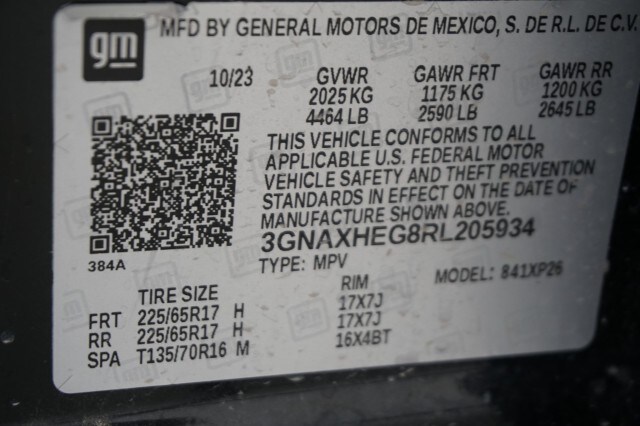 gm MFD BY GENERAL MOTORS DE MEXICO, S. DE R.L. DE C.V.
10/23 GVWR GAWR FRT GAWR RR
2025 KG 1175 KG 1200 KG
4464 LB 2590 LB 2645 LB
THIS VEHICLE CONFORMS TO ALL
APPLICABLE U.S. FEDERAL MOTOR
VEHICLE SAFETY AND THEFT PREVENTION
STANDARDS IN EFFECT ON THE DATE OF
MANUFACTURE SHOWN ABOVE.
3GNAXHEG8RL205934
384A TYPE: MPV MODEL: 841XP26
TIRE SIZE RIM
FRT 225/65R17 H 17X7J
RR 225/65R17 H 17X7J
SPA T135/70R16 M 16X4BT